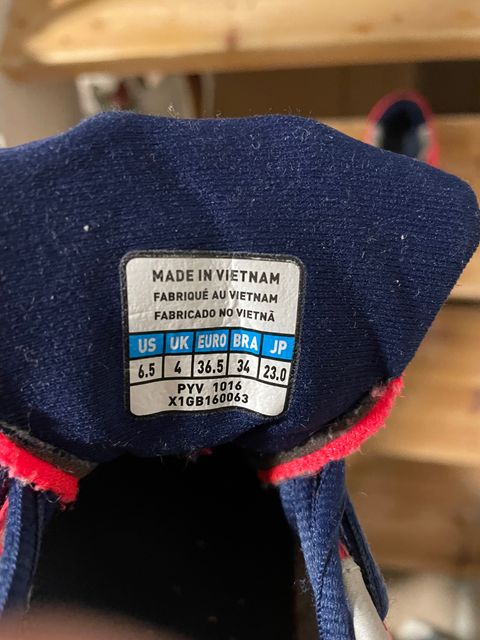 MADE IN VIETNAM
FABRIQUÉ AU VIETNAM
FABRICADO NO VIETNÃ
US UK EURO BRA JP
6.5 4 36.5 34 23.0
PYV 1016
X1GB160063